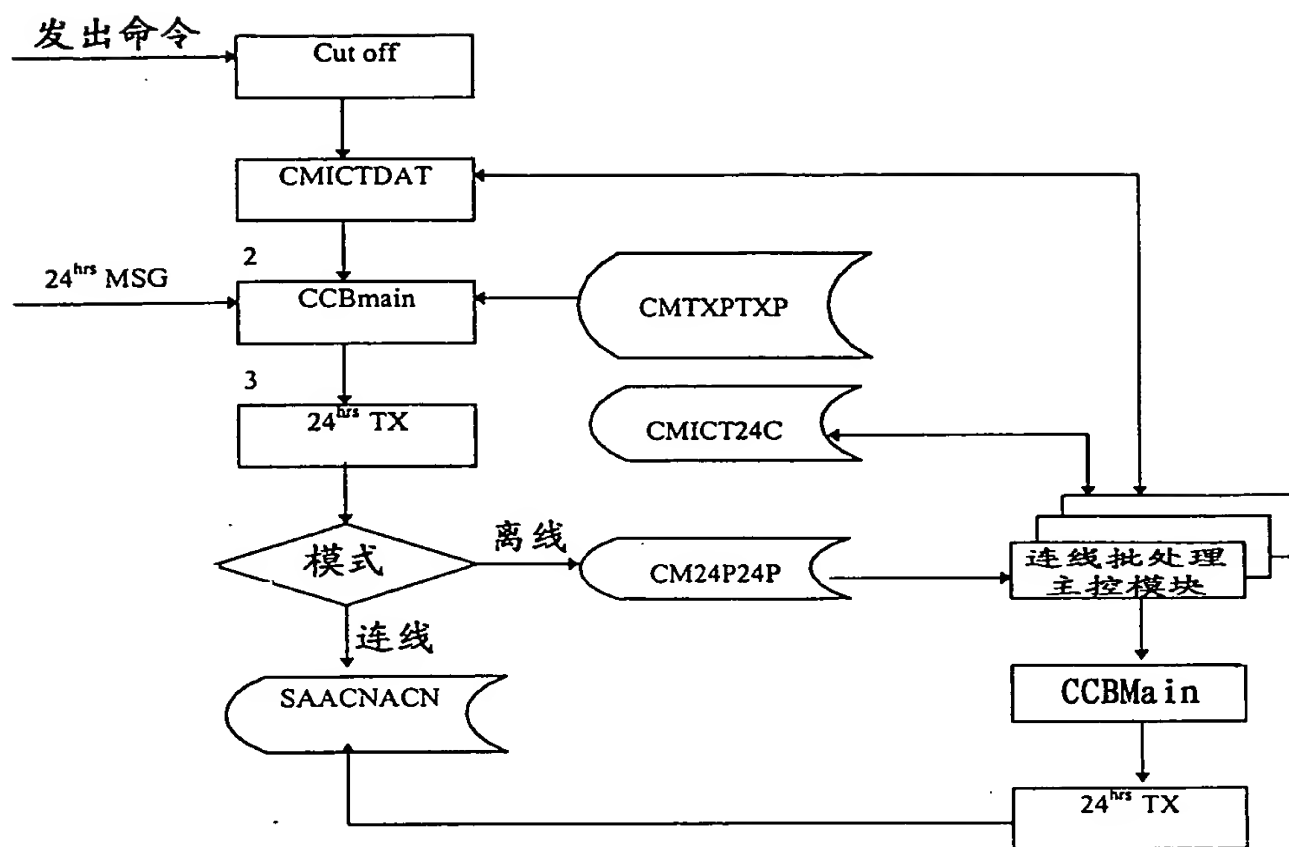 发出命令
Cut off
CMICTDAT
2
24hrs MSG
CCBmain
CMTXPTXP
3
24hrs TX
CMICT24C
模式
离线
CM24P24P
连线批处理
主控模块
连线
SAACNACN
CCBMain
24hrs TX